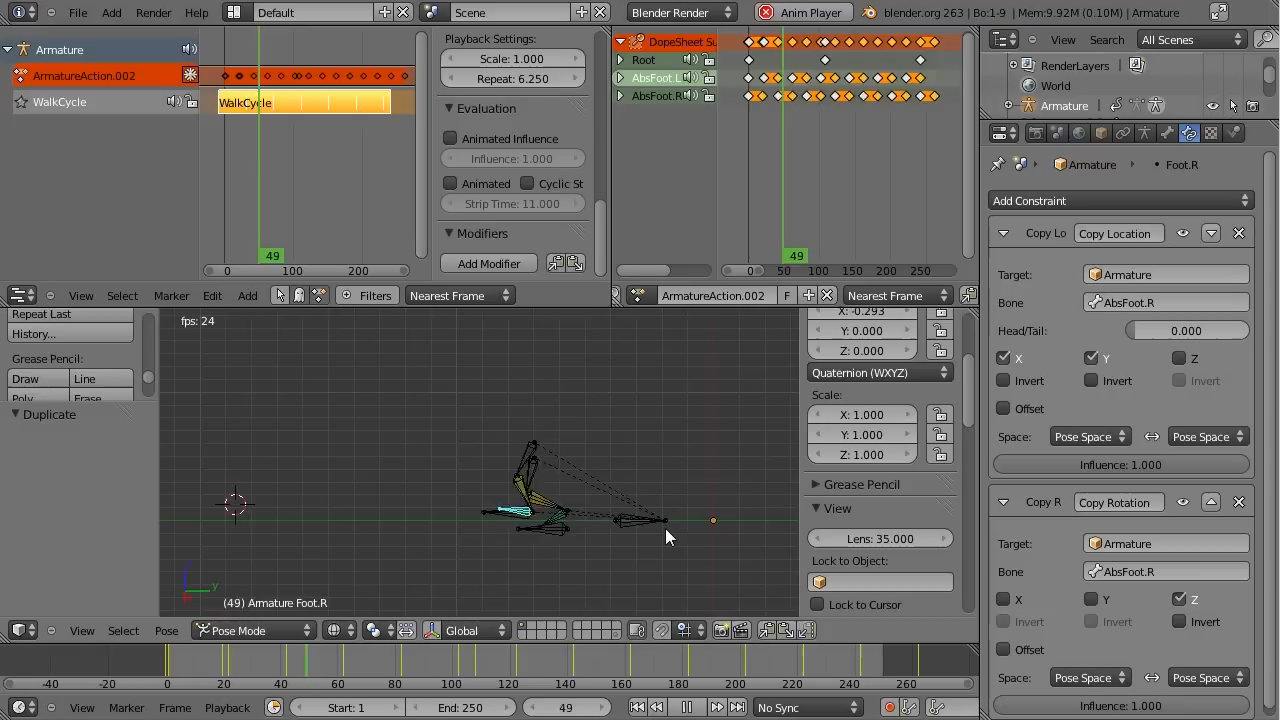 File Add Render Help Default Scene Blender Render Anim Player blender.org 263 | Bo:1-9 | Mem:9.92M (0.10M) | Armature
Armature
ArmatureAction.002
WalkCycle
WalkCycle
49
0 100 200
Playback Settings:
Scale: 1.000
Repeat: 6.250
Evaluation
Animated Influence
Influence: 1.000
Animated Cyclic St
Strip Time: 11.000
Modifiers
Add Modifier
View Select Marker Edit Add Filters Nearest Frame
DopeSheet Su
Root
AbsFoot.L
AbsFoot.R
49
0 50 100 150 200 250
ArmatureAction.002 F Nearest Frame
View Search All Scenes
RenderLayers
World
Armature
Armature Foot.R
Add Constraint
Copy Lo Copy Location
Target: Armature
Bone: AbsFoot.R
Head/Tail: 0.000
X Y Z
Invert Invert Invert
Offset
Space: Pose Space Pose Space
Influence: 1.000
Copy R Copy Rotation
Target: Armature
Bone AbsFoot.R
X Y Z
Invert Invert Invert
Offset
Space: Pose Space Pose Space
Influence: 1.000
Repeat Last
History...
Grease Pencil:
Draw Line
Poly Erase
Duplicate
fps: 24
z y
(49) Armature Foot.R
X: -0.293
Y: 0.000
Z: 0.000
Quaternion (WXYZ)
Scale:
X: 1.000
Y: 1.000
Z: 1.000
Grease Pencil
View
Lens: 35.000
Lock to Object:
Lock to Cursor
View Select Pose Pose Mode Global
-40 -20 0 20 40 60 80 100 120 140 160 180 200 220 240 260
View Marker Frame Playback Start: 1 End: 250 49 No Sync